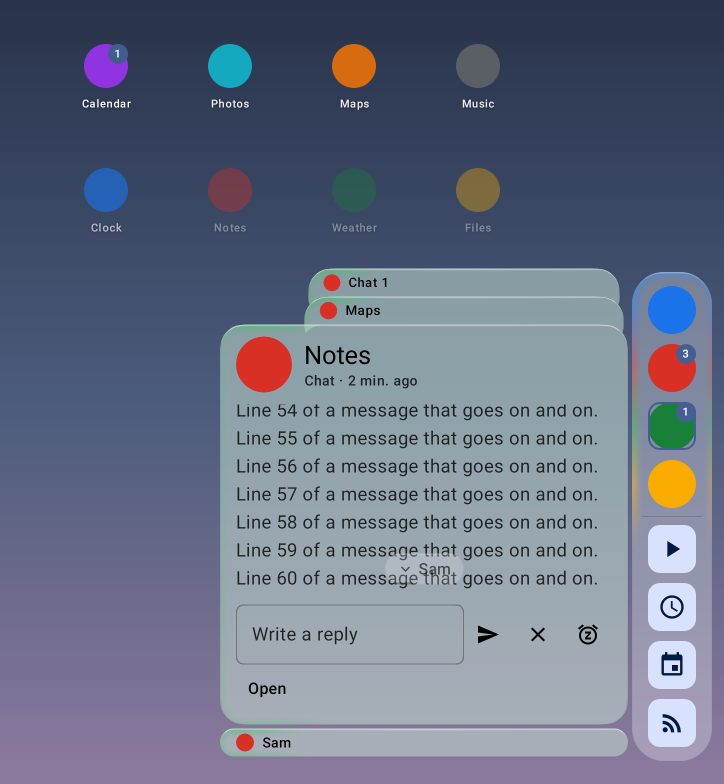 1
Calendar
Photos
Maps
Music
Clock
Notes
Weather
Files
Chat 1
Maps
Notes
Chat · 2 min. ago
Line 54 of a message that goes on and on.
Line 55 of a message that goes on and on.
Line 56 of a message that goes on and on.
Line 57 of a message that goes on and on.
Line 58 of a message that goes on and on.
Line 59 of a message that goes on and on.
Sam
Line 60 of a message that goes on and on.
Write a reply
Open
Sam
3
1